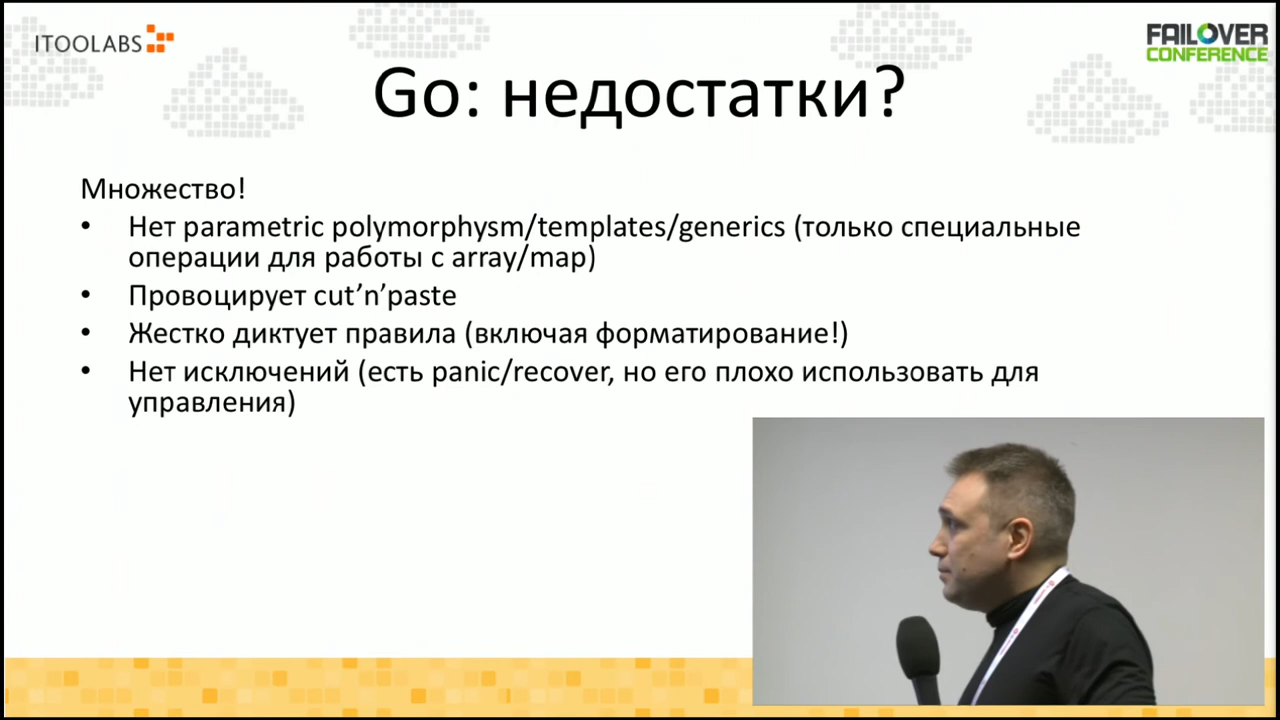 ITOOLABS
FAILOVER
CONFERENCE
Go: недостатки?
Множество!
• Нет parametric polymorphysm/templates/generics (только специальные
операции для работы с array/map)
• Провоцирует cut’n’paste
• Жестко диктует правила (включая форматирование!)
• Нет исключений (есть panic/recover, но его плохо использовать для
управления)